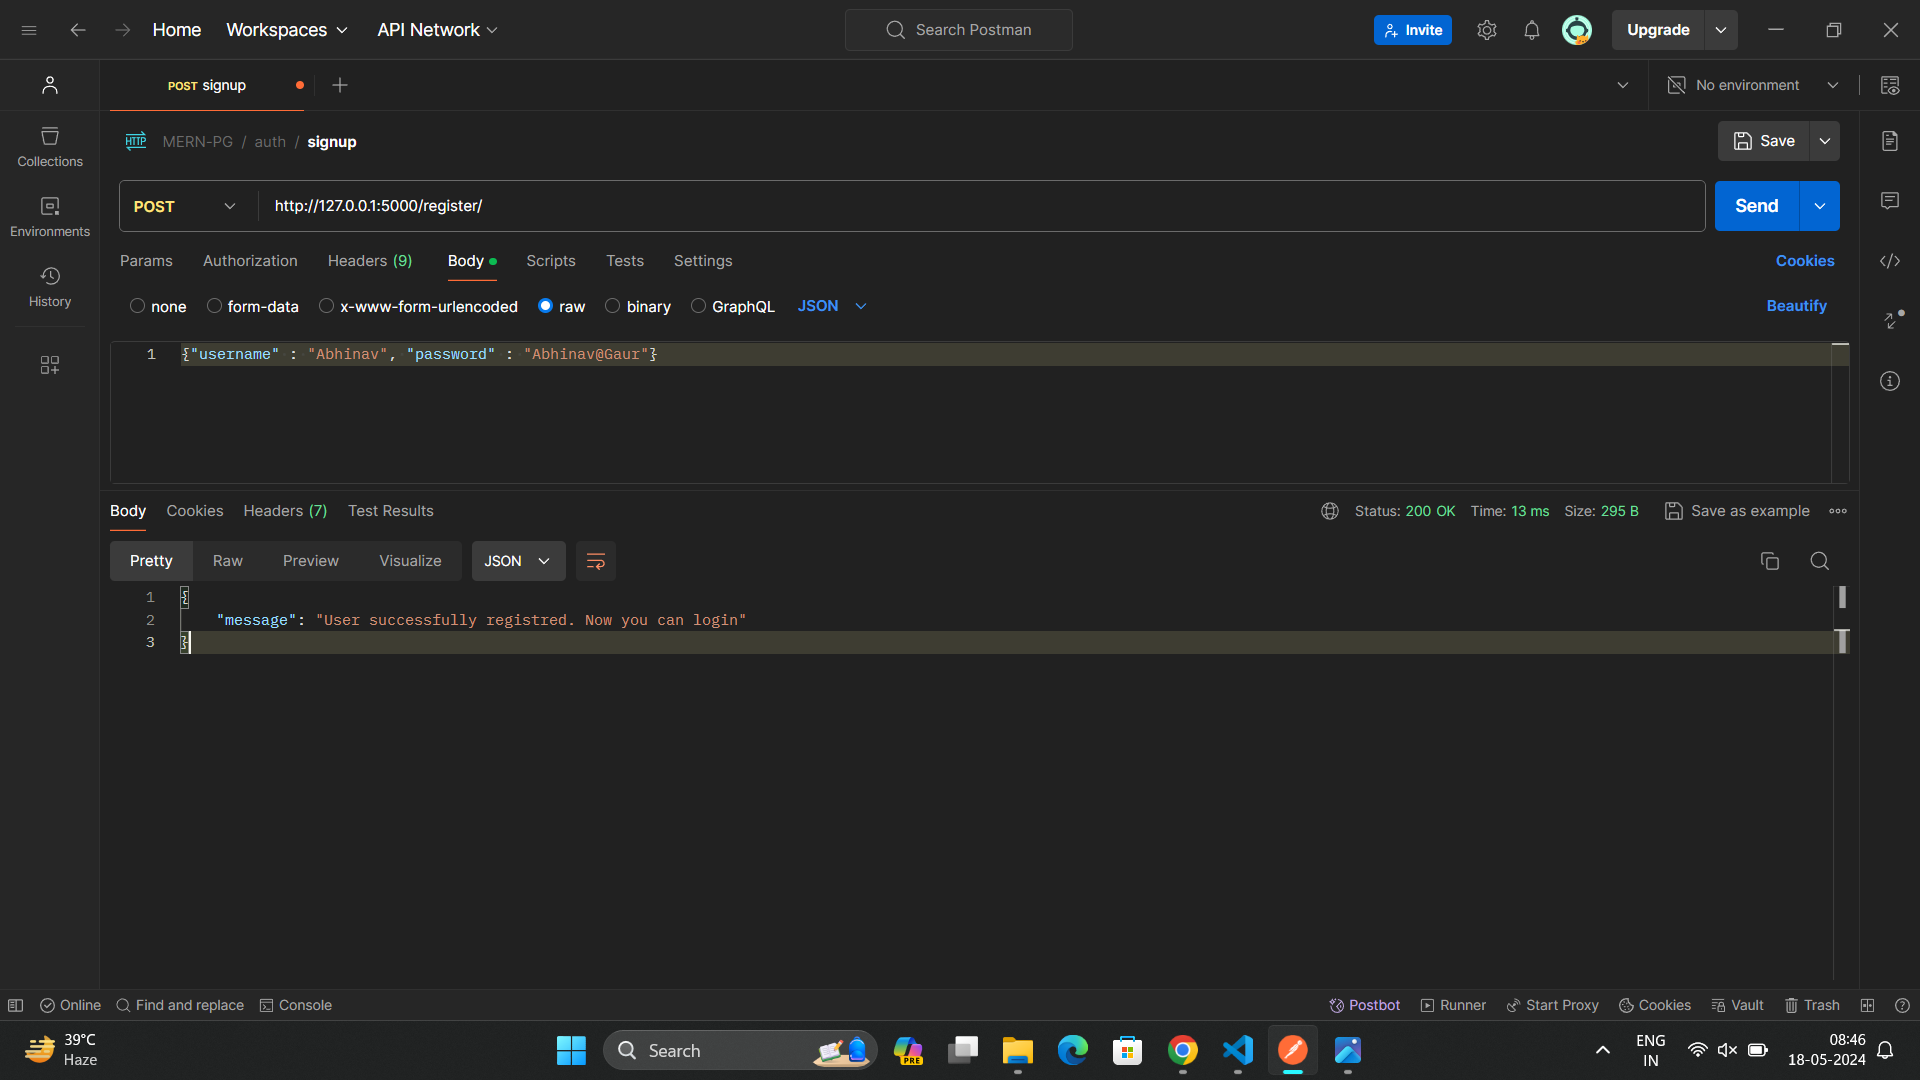 Home Workspaces API Network Search Postman Invite Upgrade
POST signup No environment
HTTP MERN-PG / auth / signup Save
Collections
POST http://127.0.0.1:5000/register/ Send
Environments
Params Authorization Headers (9) Body Scripts Tests Settings Cookies
History
none form-data x-www-form-urlencoded raw binary GraphQL JSON Beautify
1 {"username" : "Abhinav", "password" : "Abhinav@Gaur"}
Body Cookies Headers (7) Test Results Status: 200 OK Time: 13 ms Size: 295 B Save as example
Pretty Raw Preview Visualize JSON
1 {
2 "message": "User successfully registred. Now you can login"
3 }
Online Find and replace Console Postbot Runner Start Proxy Cookies Vault Trash
39°C
Haze
Search
PRE
ENG
IN
08:46
18-05-2024